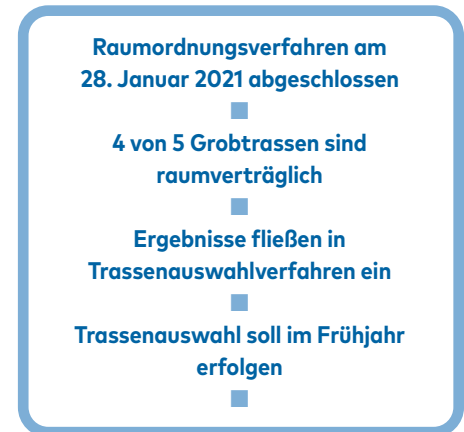 Raumordnungsverfahren am
28. Januar 2021 abgeschlossen
4 von 5 Grobtrassen sind
raumverträglich
Ergebnisse fließen in
Trassenauswahlverfahren ein
Trassenauswahl soll im Frühjahr
erfolgen